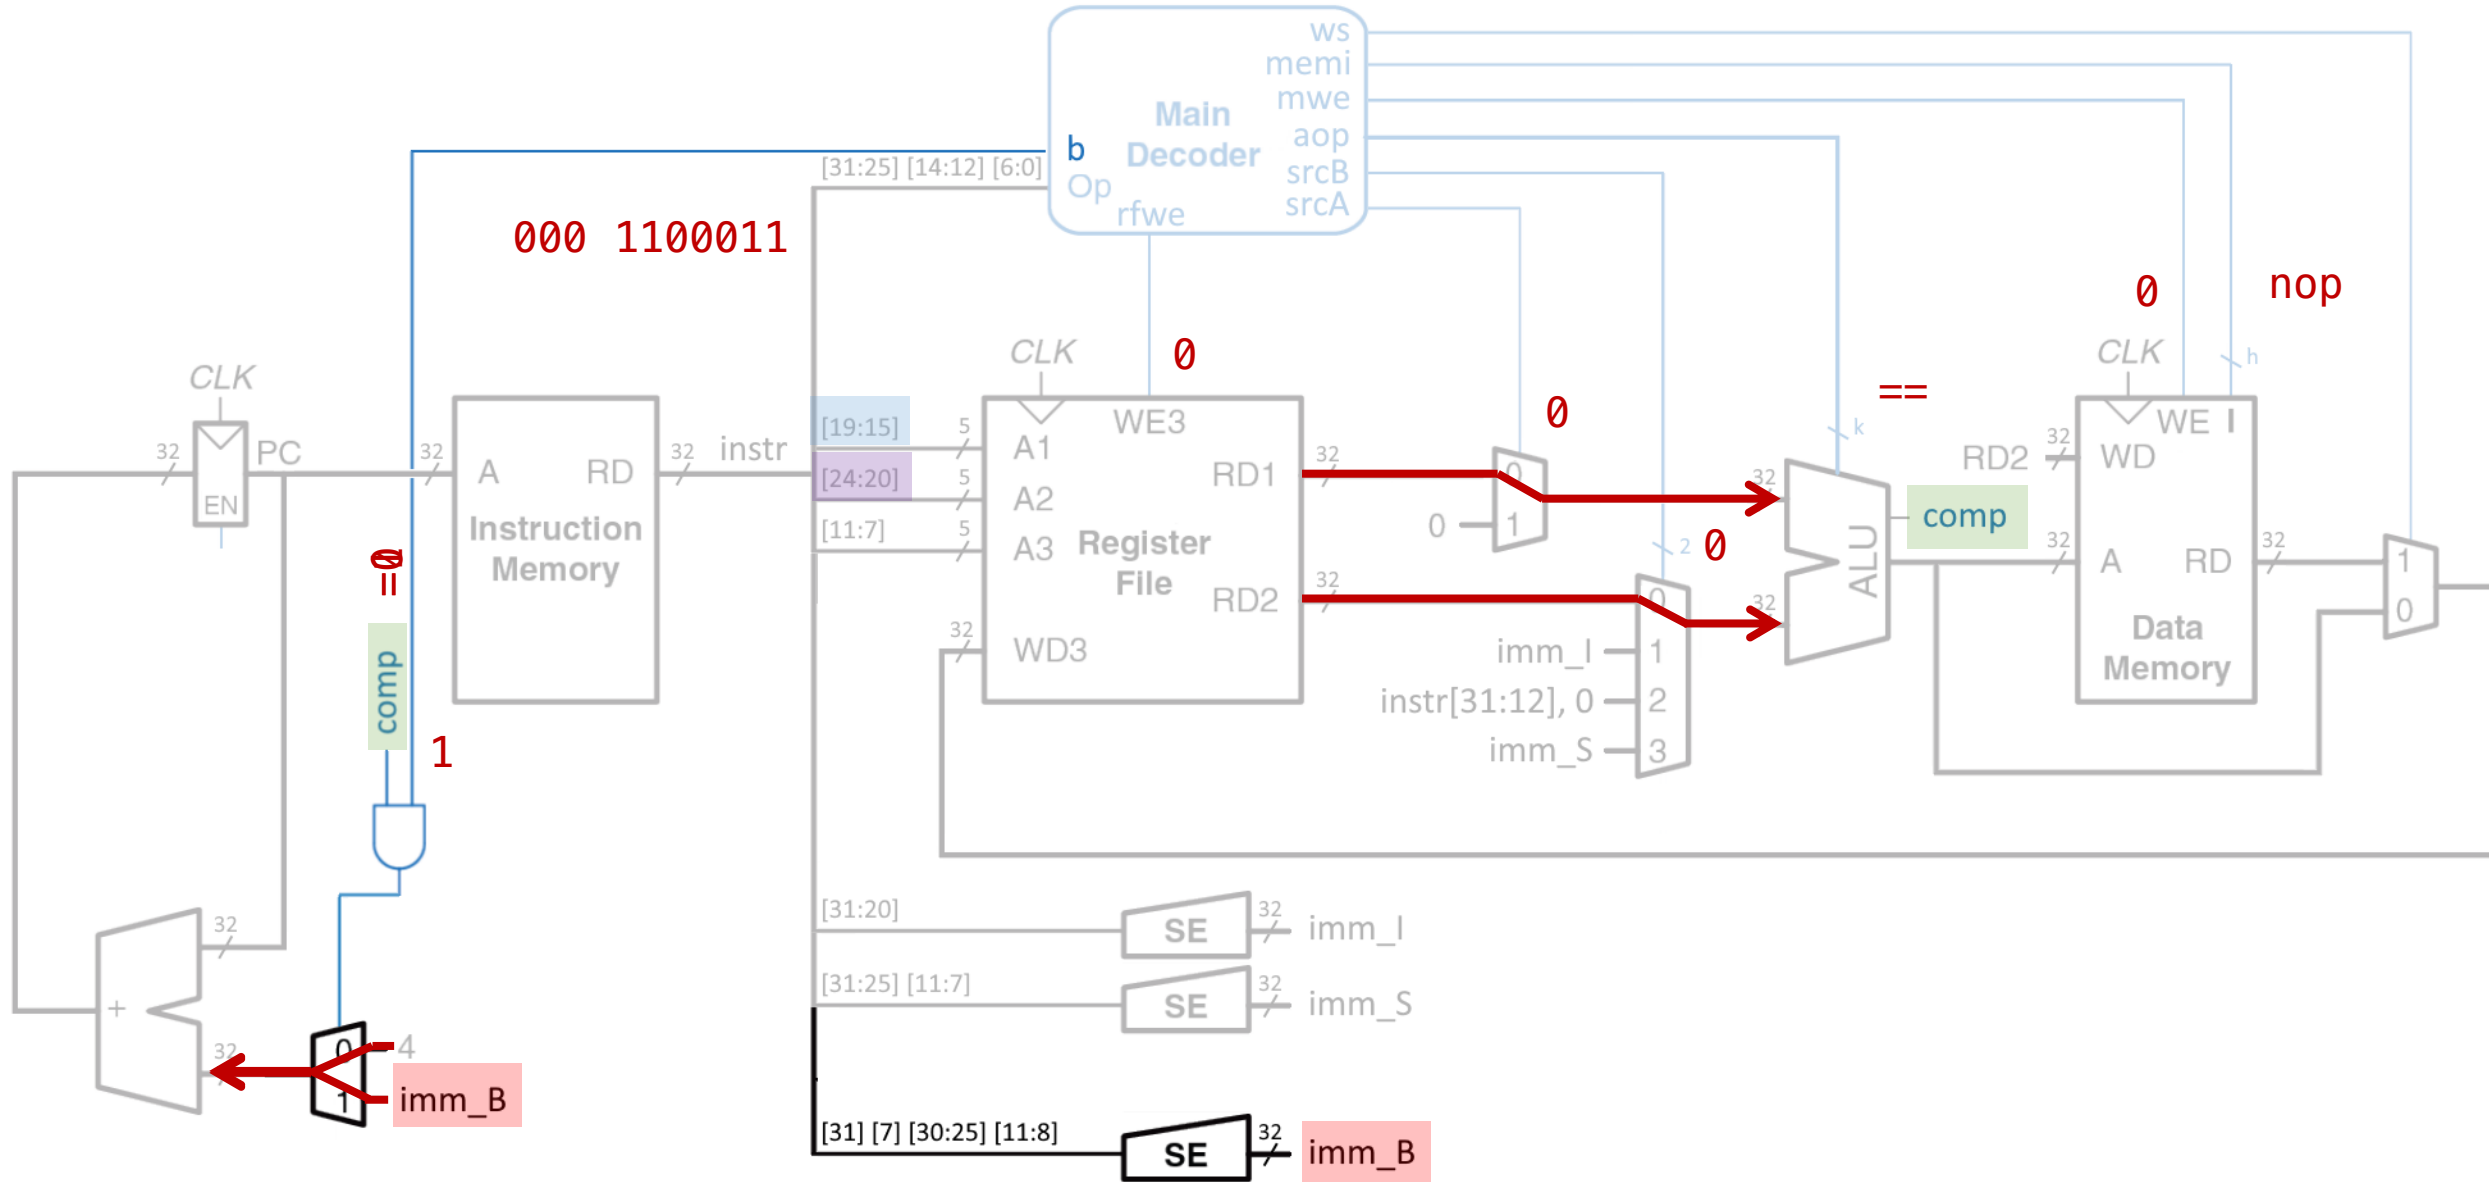 ws
memi
mwe
Main
Decoder
aop
b
srcB
[31:25] [14:12] [6:0]
Op
srcA
rfwe
000 1100011
0
nop
0
CLK
CLK
CLK
h
==
0
k
[19:15]
5
A1
WE3
WE I
32
PC
32
A
RD
32
instr
RD1
32
0
32
RD2
32
WD
[24:20]
5
A2
EN
Instruction
Memory
0
1
comp
[11:7]
5
A3
Register
File
2
0
ALU
32
A
RD
32
1
=
RD2
32
0
32
0
32
WD3
imm_I
1
Data
Memory
comp
instr[31:12], 0
2
1
imm_S
3
[31:20]
SE
32
imm_I
32
[31:25] [11:7]
SE
32
imm_S
+
32
0
4
1
imm_B
[31] [7] [30:25] [11:8]
SE
32
imm_B